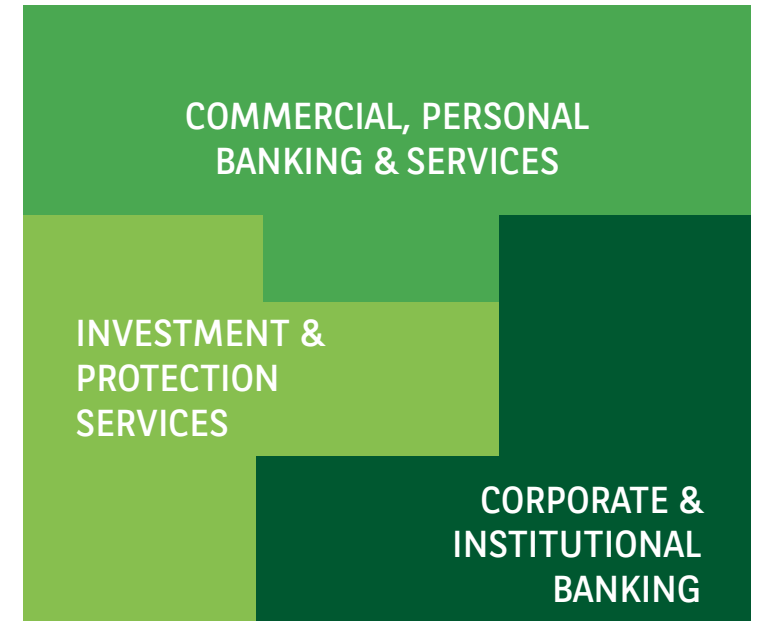 COMMERCIAL, PERSONAL
BANKING & SERVICES
INVESTMENT &
PROTECTION
SERVICES
CORPORATE &
INSTITUTIONAL
BANKING